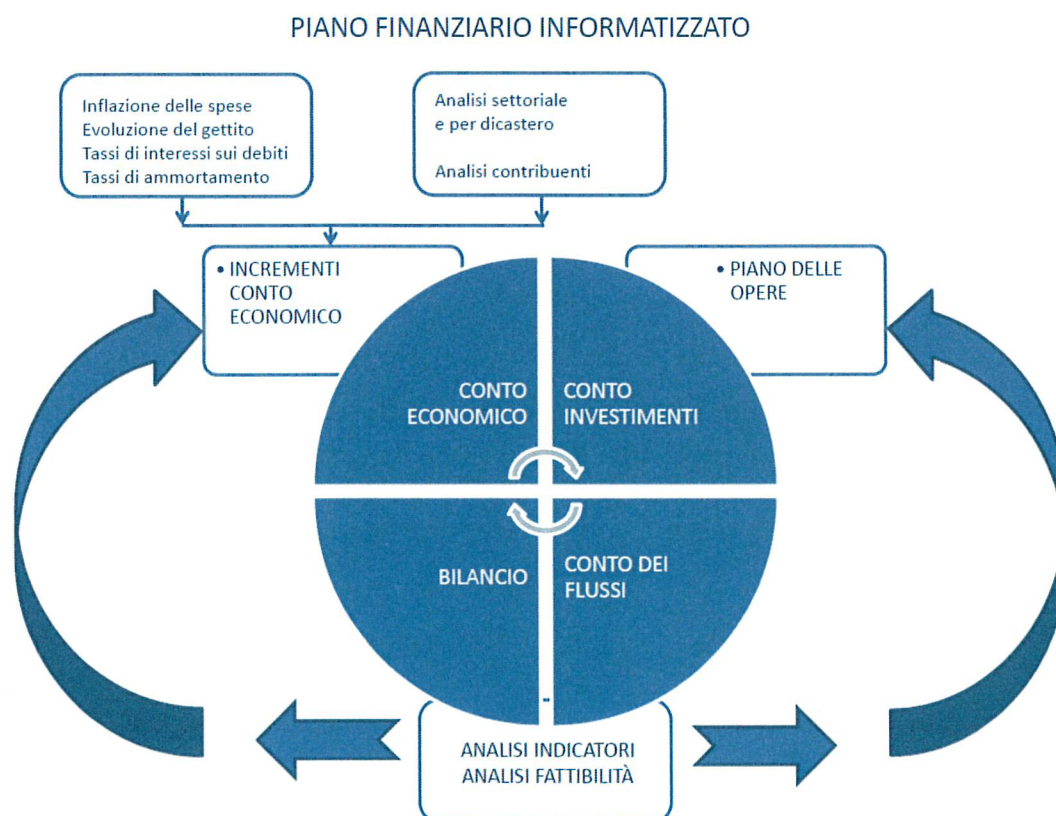 PIANO FINANZIARIO INFORMATIZZATO
Inflazione delle spese
Evoluzione del gettito
Tassi di interessi sui debiti
Tassi di ammortamento
Analisi settoriale
e per dicastero
Analisi contribuenti
• INCREMENTI
CONTO
ECONOMICO
• PIANO DELLE
OPERE
CONTO
ECONOMICO
CONTO
INVESTIMENTI
BILANCIO
CONTO DEI
FLUSSI
-
ANALISI INDICATORI
ANALISI FATTIBILITÀ